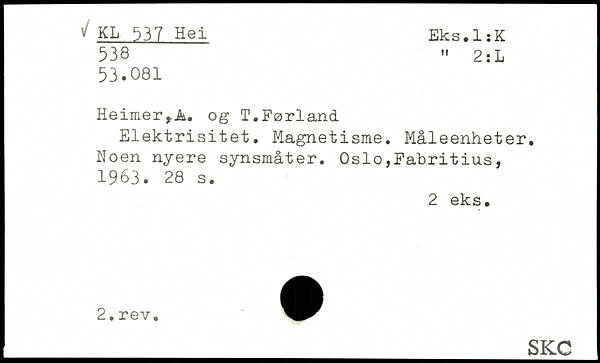 √ KL 537 Hei
Eks.1:K
538
" 2:L
53.081
Heimer,A. og T.Førland
Elektrisitet. Magnetisme. Måleenheter.
Noen nyere synsmåter. Oslo,Fabritius,
1963. 28 s.
2 eks.
2.rev.
SKC